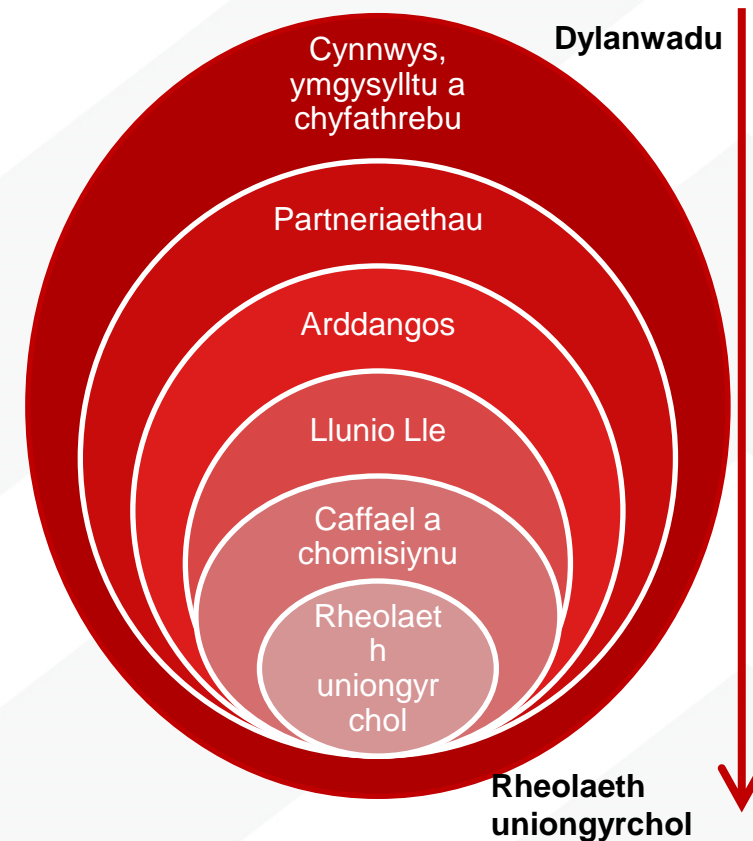 Dylanwadu
Cynnwys,
ymgysylltu a
chyfathrebu
Partneriaethau
Arddangos
Llunio Lle
Caffael a
chomisiynu
Rheolaet
h
uniongyr
chol
Rheolaeth
uniongyrchol